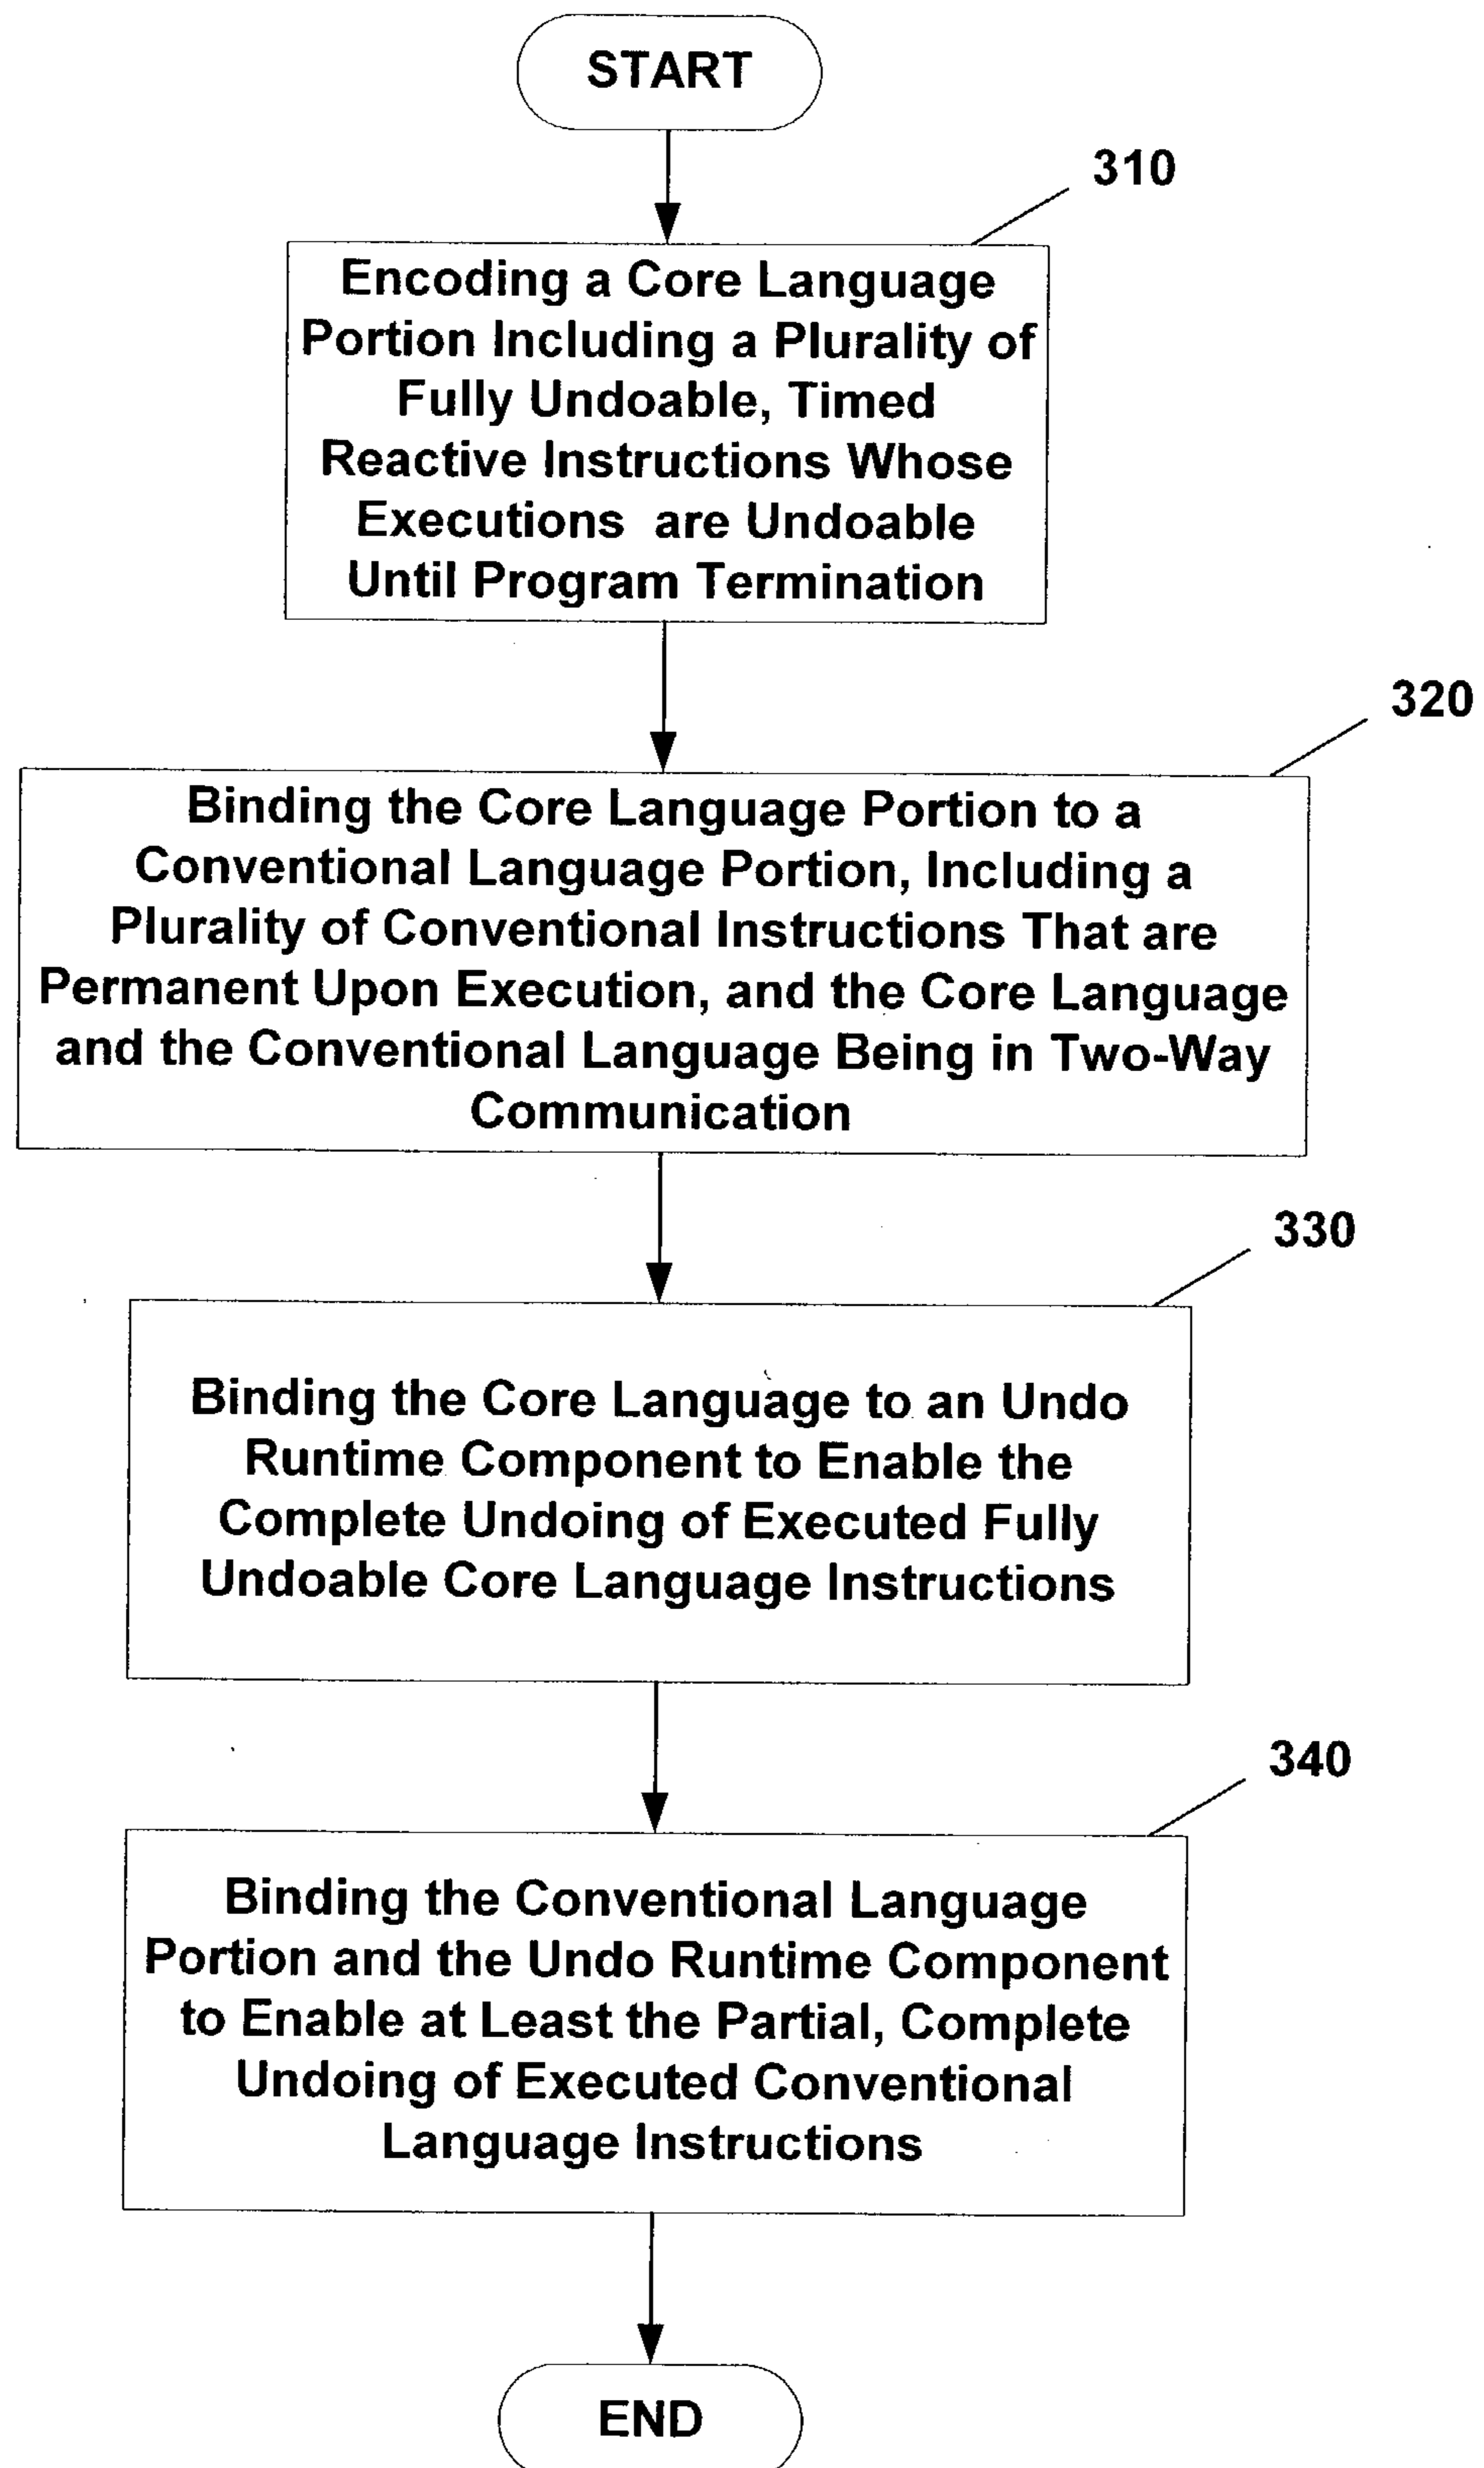 START
310
Encoding a Core Language
Portion Including a Plurality of
Fully Undoable, Timed
Reactive Instructions Whose
Executions are Undoable
Until Program Termination
320
Binding the Core Language Portion to a
Conventional Language Portion, Including a
Plurality of Conventional Instructions That are
Permanent Upon Execution, and the Core Language
and the Conventional Language Being in Two-Way
Communication
330
Binding the Core Language to an Undo
Runtime Component to Enable the
Complete Undoing of Executed Fully
Undoable Core Language Instructions
340
Binding the Conventional Language
Portion and the Undo Runtime Component
to Enable at Least the Partial, Complete
Undoing of Executed Conventional
Language Instructions
END